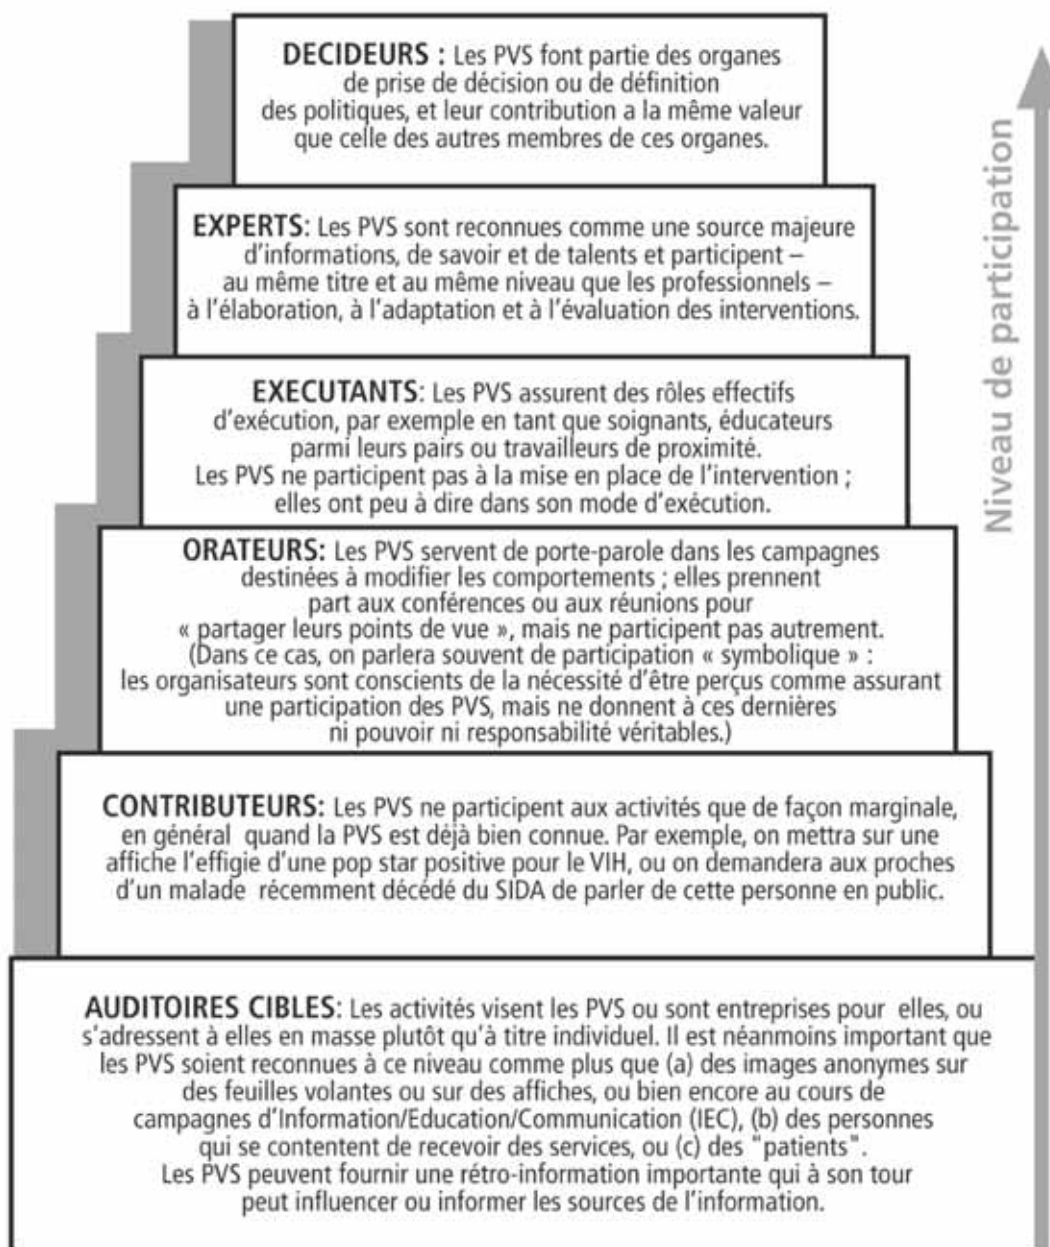 DECIDEURS : Les PVS font partie des organes
de prise de décision ou de définition
des politiques, et leur contribution a la même valeur
que celle des autres membres de ces organes.
EXPERTS: Les PVS sont reconnues comme une source majeure
d'informations, de savoir et de talents et participent –
au même titre et au même niveau que les professionnels –
à l'élaboration, à l'adaptation et à l'évaluation des interventions.
EXECUTANTS: Les PVS assurent des rôles effectifs
d'exécution, par exemple en tant que soignants, éducateurs
parmi leurs pairs ou travailleurs de proximité.
Les PVS ne participent pas à la mise en place de l'intervention ;
elles ont peu à dire dans son mode d'exécution.
ORATEURS: Les PVS servent de porte-parole dans les campagnes
destinées à modifier les comportements ; elles prennent
part aux conférences ou aux réunions pour
« partager leurs points de vue », mais ne participent pas autrement.
(Dans ce cas, on parlera souvent de participation « symbolique » :
les organisateurs sont conscients de la nécessité d'être perçus comme assurant
une participation des PVS, mais ne donnent à ces dernières
ni pouvoir ni responsabilité véritables.)
CONTRIBUTEURS: Les PVS ne participent aux activités que de façon marginale,
en général quand la PVS est déjà bien connue. Par exemple, on mettra sur une
affiche l'effigie d'une pop star positive pour le VIH, ou on demandera aux proches
d'un malade récemment décédé du SIDA de parler de cette personne en public.
AUDITOIRES CIBLES: Les activités visent les PVS ou sont entreprises pour elles, ou
s'adressent à elles en masse plutôt qu'à titre individuel. Il est néanmoins important que
les PVS soient reconnues à ce niveau comme plus que (a) des images anonymes sur
des feuilles volantes ou sur des affiches, ou bien encore au cours de
campagnes d'Information/Education/Communication (IEC), (b) des personnes
qui se contentent de recevoir des services, ou (c) des "patients".
Les PVS peuvent fournir une rétro-information importante qui à son tour
peut influencer ou informer les sources de l'information.
Niveau de participation